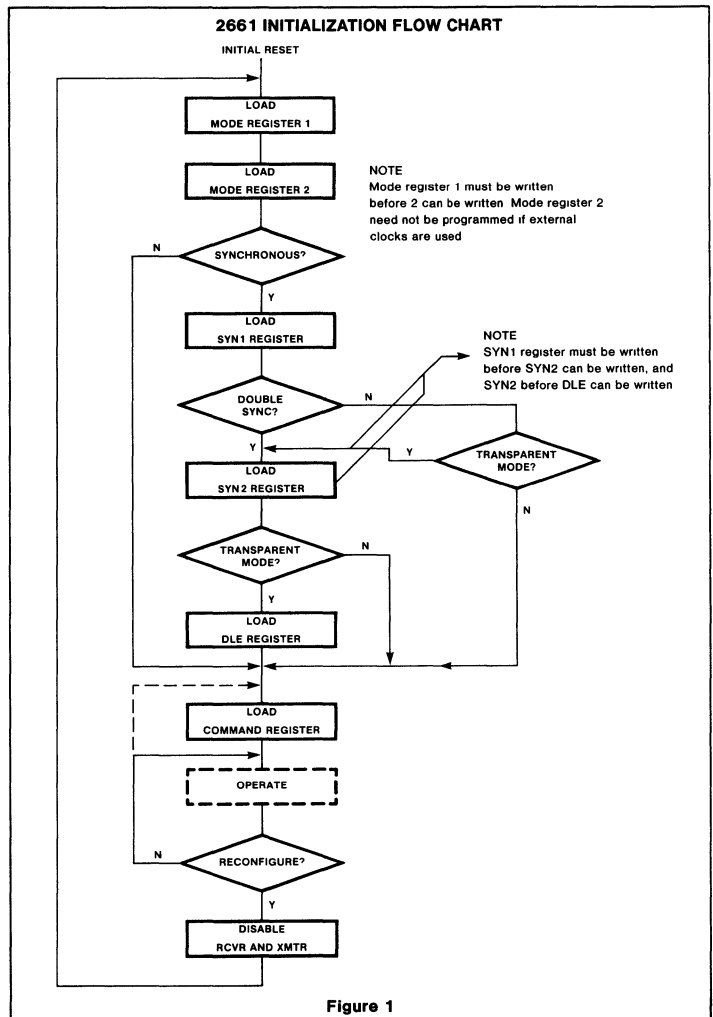 2661 INITIALIZATION FLOW CHART
INITIAL RESET
LOAD
MODE REGISTER 1
LOAD
MODE REGISTER 2
NOTE
Mode register 1 must be written
before 2 can be written Mode register 2
need not be programmed if external
clocks are used
N
SYNCHRONOUS?
Y
LOAD
SYN1 REGISTER
NOTE
SYN1 register must be written
before SYN2 can be written, and
SYN2 before DLE can be written
DOUBLE
SYNC?
N
Y
Y
TRANSPARENT
MODE?
LOAD
SYN2 REGISTER
N
TRANSPARENT
MODE?
N
Y
LOAD
DLE REGISTER
LOAD
COMMAND REGISTER
OPERATE
N
RECONFIGURE?
Y
DISABLE
RCVR AND XMTR
Figure 1